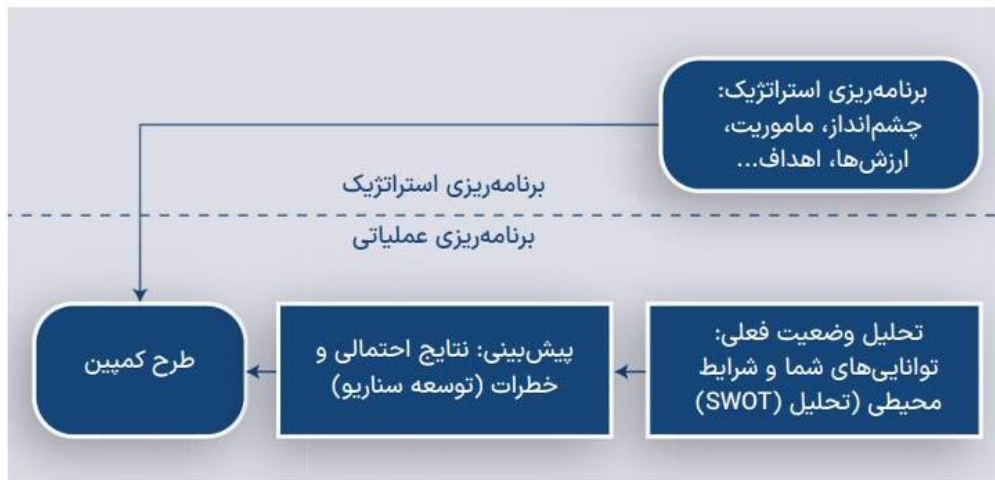 برنامه‌ریزی استراتژیک:
چشم‌انداز، ماموریت،
ارزش‌ها، اهداف...
برنامه‌ریزی استراتژیک
برنامه‌ریزی عملیاتی
تحلیل وضعیت فعلی:
توانایی‌های شما و شرایط
محیطی (تحلیل (SWOT)
پیش‌بینی: نتایج احتمالی و
خطرات (توسعه سناریو)
طرح کمپین